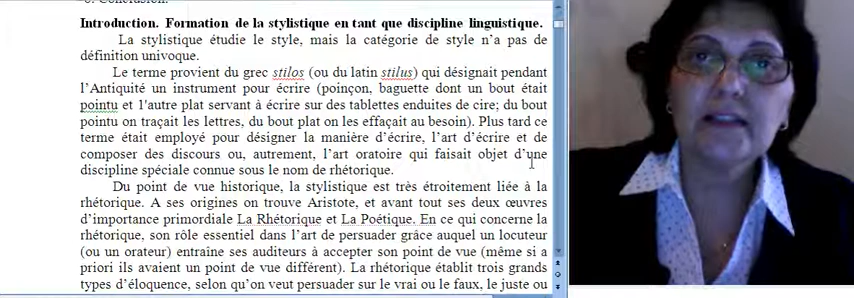 Introduction. Formation de la stylistique en tant que discipline linguistique.
La stylistique étudie le style, mais la catégorie de style n'a pas de
définition univoque.
Le terme provient du grec stilos (ou du latin stilus) qui désignait pendant
l'Antiquité un instrument pour écrire (poinçon, baguette dont un bout était
pointu et l'autre plat servant à écrire sur des tablettes enduites de cire; du bout
pointu on traçait les lettres, du bout plat on les effaçait au besoin). Plus tard ce
terme était employé pour désigner la manière d'écrire, l'art d'écrire et de
composer des discours ou, autrement, l'art oratoire qui faisait objet d'une
discipline spéciale connue sous le nom de rhétorique.
Du point de vue historique, la stylistique est très étroitement liée à la
rhétorique. A ses origines on trouve Aristote, et avant tout ses deux œuvres
d'importance primordiale La Rhétorique et La Poétique. En ce qui concerne la
rhétorique, son rôle essentiel dans l'art de persuader grâce auquel un locuteur
(ou un orateur) entraîne ses auditeurs à accepter son point de vue (même si a
priori ils avaient un point de vue différent). La rhétorique établit trois grands
types d'éloquence, selon qu'on veut persuader sur le vrai ou le faux, le juste ou